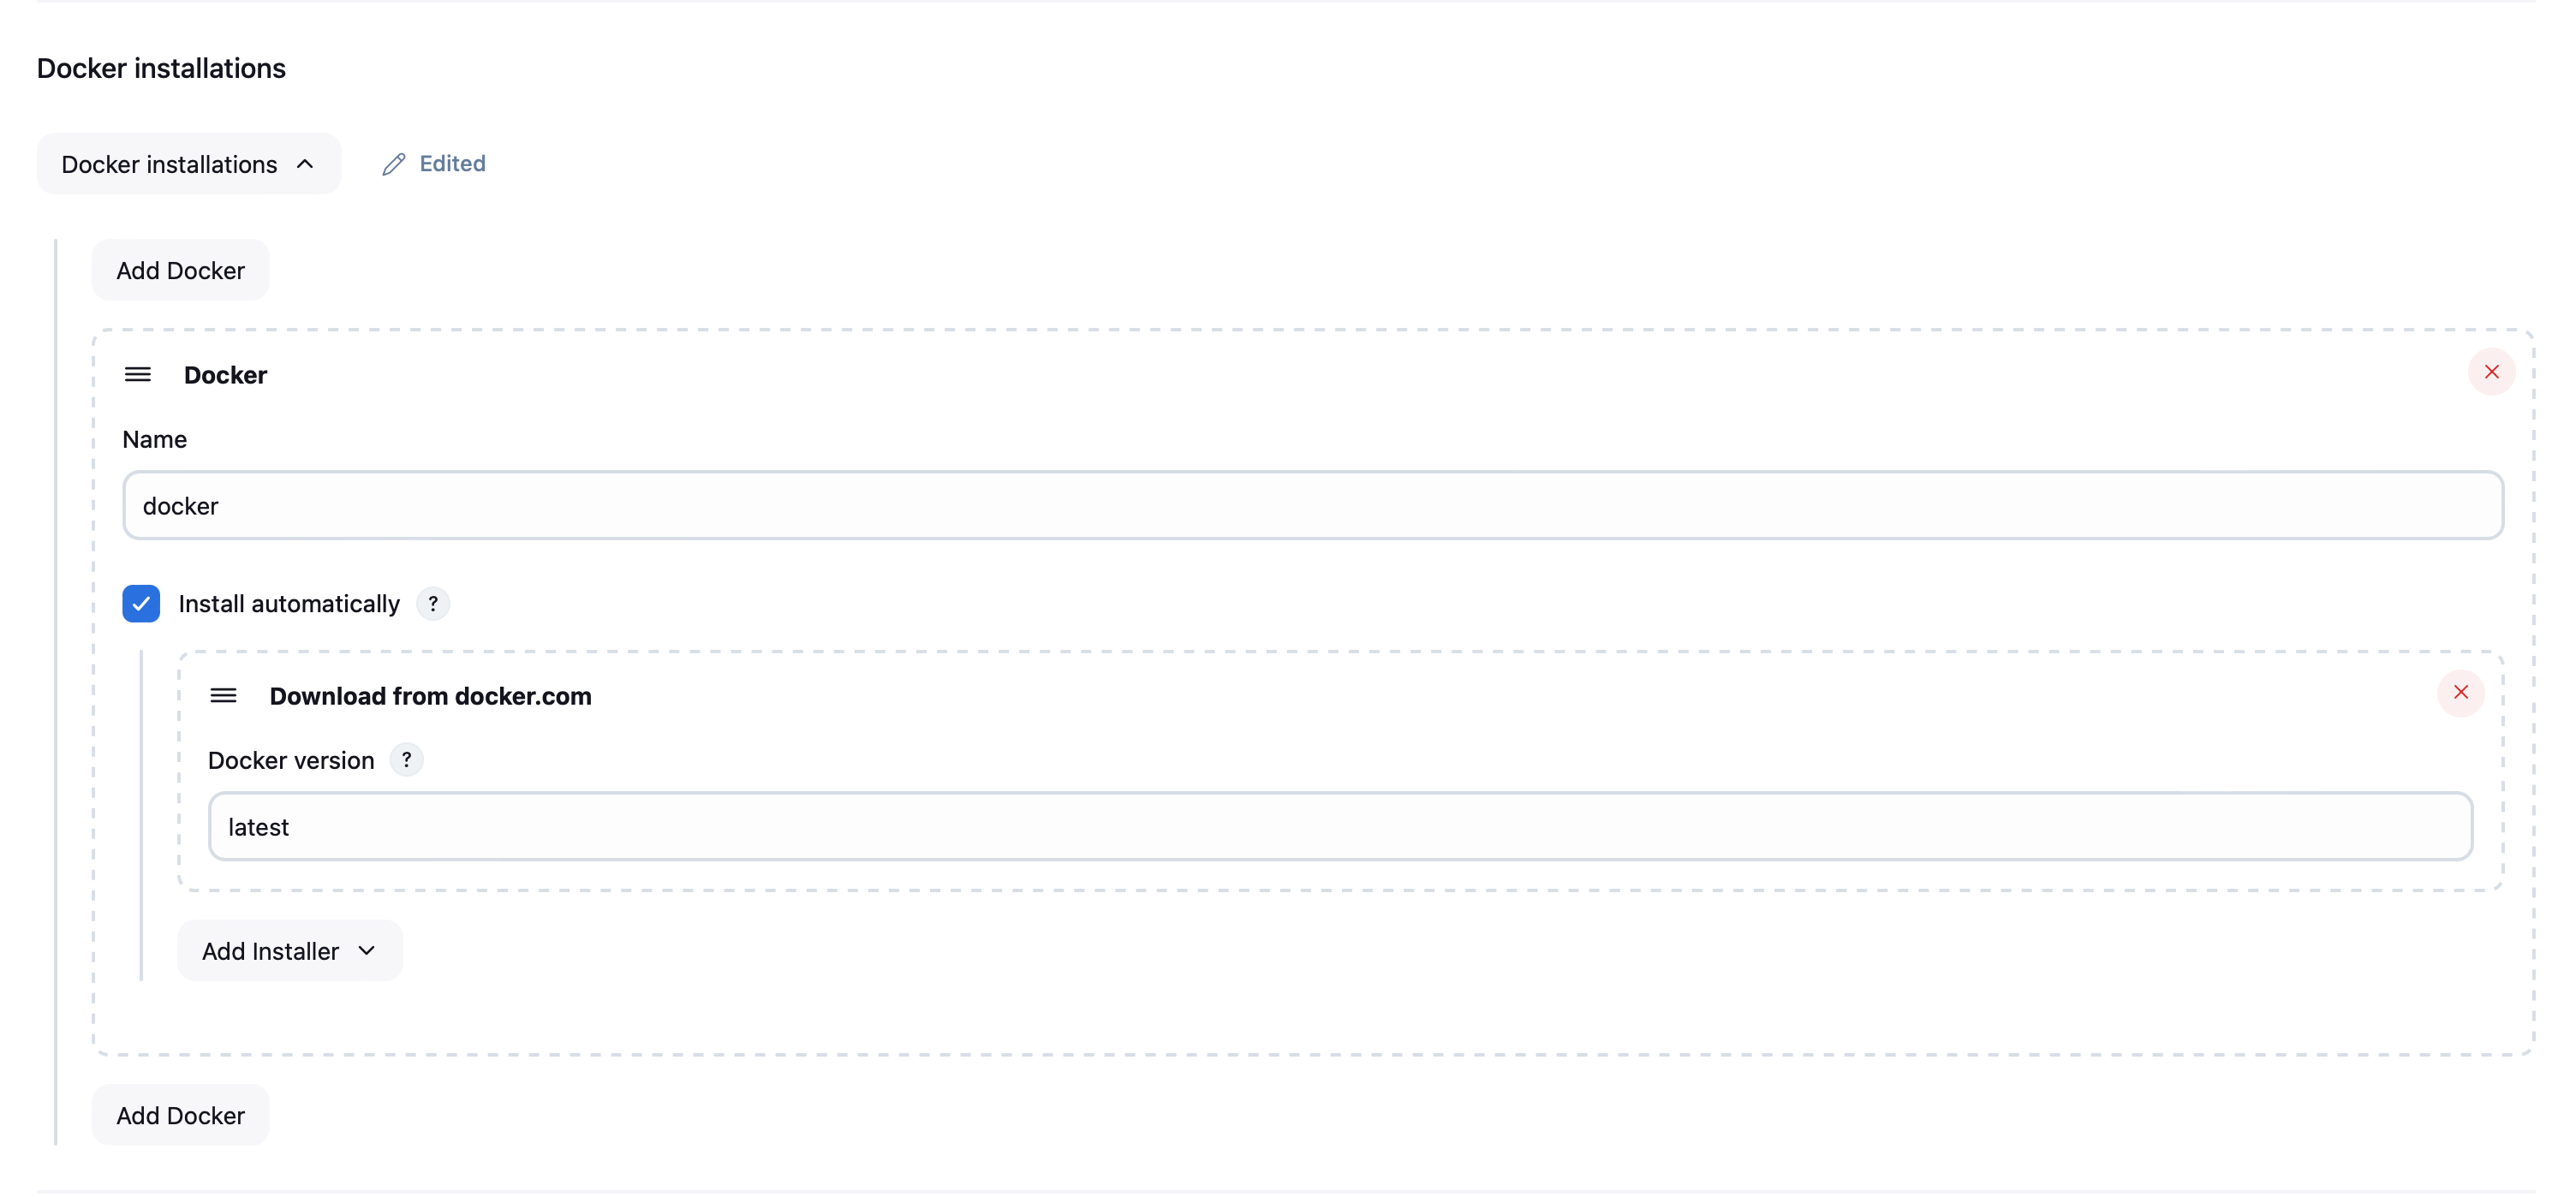 Docker installations
Docker installations
Edited
Add Docker
Docker
Name
docker
Install automatically ?
Download from docker.com
Docker version ?
latest
Add Installer
Add Docker